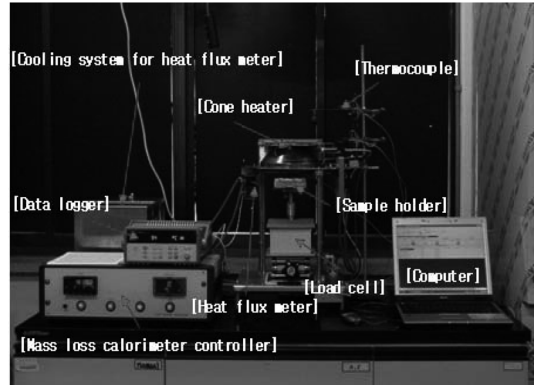 [Cooling system for heat flux meter]
[Thermocouple]
[Cone heater]
[Data logger]
[Sample holder]
[Computer]
[Load cell]
[Heat flux meter]
[Mass loss calorimeter controller]